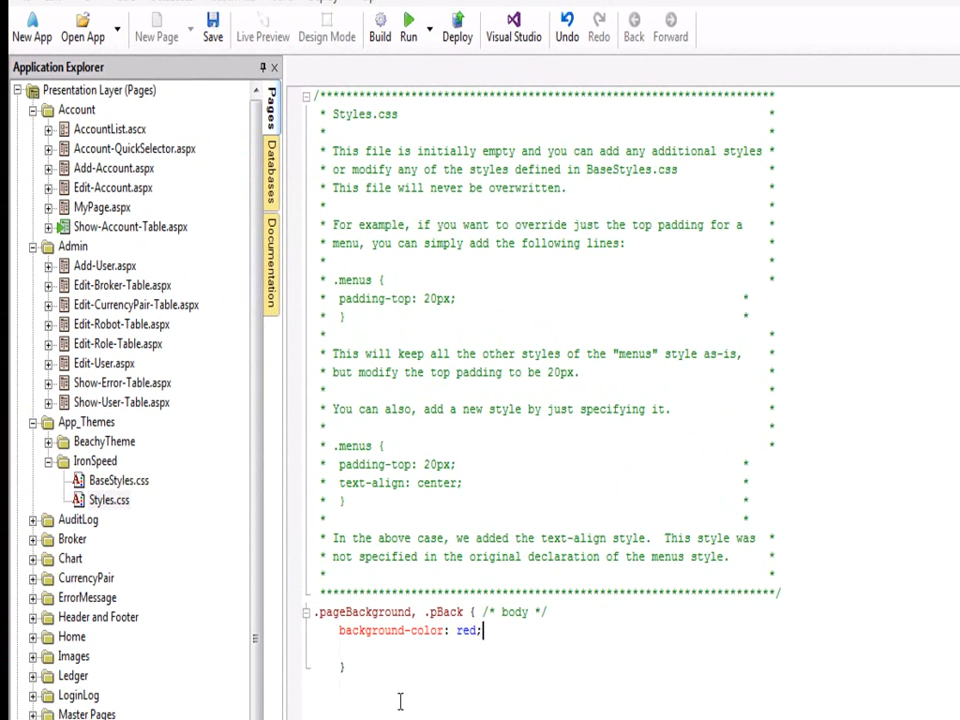 New App Open App New Page Save Live Preview Design Mode Build Run Deploy Visual Studio Undo Redo Back Forward
Application Explorer
Presentation Layer (Pages)
Account
AccountList.ascx
Account-QuickSelector.aspx
Add-Account.aspx
Edit-Account.aspx
MyPage.aspx
Show-Account-Table.aspx
Admin
Add-User.aspx
Edit-Broker-Table.aspx
Edit-CurrencyPair-Table.aspx
Edit-Robot-Table.aspx
Edit-Role-Table.aspx
Edit-User.aspx
Show-Error-Table.aspx
Show-User-Table.aspx
App_Themes
BeachyTheme
IronSpeed
BaseStyles.css
Styles.css
AuditLog
Broker
Chart
CurrencyPair
ErrorMessage
Header and Footer
Home
Images
Ledger
LoginLog
Master Pages
Pages
Databases
Documentation
/***********************************************************************
* Styles.css *
* *
* This file is initially empty and you can add any additional styles *
* or modify any of the styles defined in BaseStyles.css *
* This file will never be overwritten. *
* *
* For example, if you want to override just the top padding for a *
* menu, you can simply add the following lines: *
* *
* .menus { *
* padding-top: 20px; *
* } *
* *
* This will keep all the other styles of the "menus" style as-is, *
* but modify the top padding to be 20px. *
* *
* You can also, add a new style by just specifying it. *
* *
* .menus { *
* padding-top: 20px; *
* text-align: center; *
* } *
* *
* In the above case, we added the text-align style. This style was *
* not specified in the original declaration of the menus style. *
* *
***********************************************************************/
.pageBackground, .pBack { /* body */
background-color: red;
}